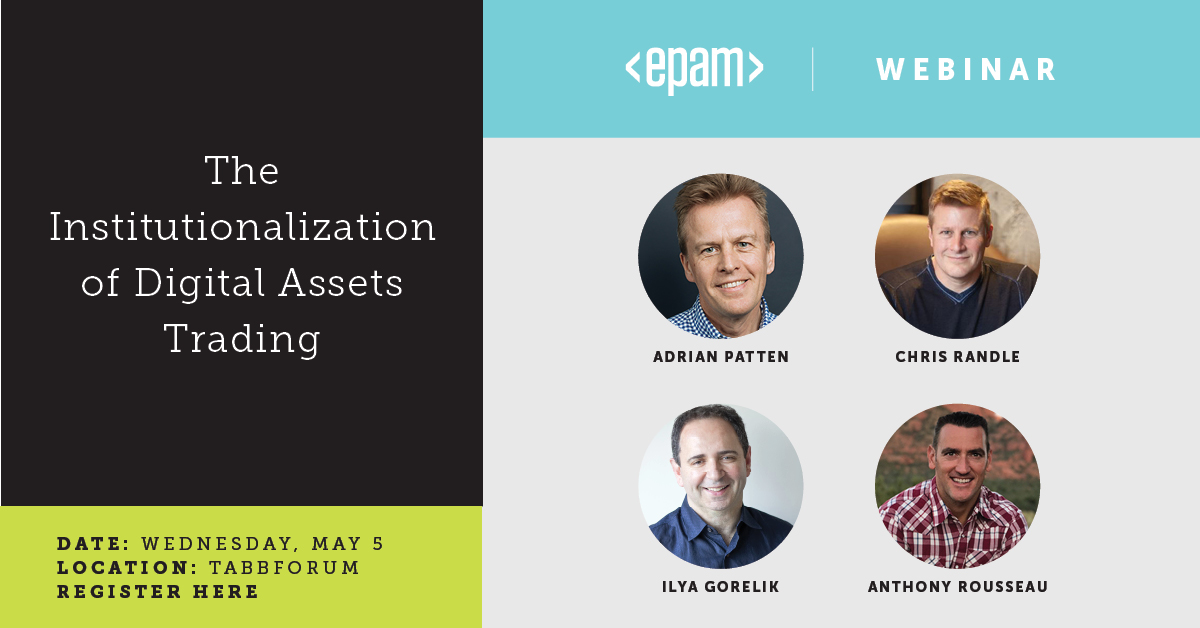 The
Institutionalization
of Digital Assets
Trading
DATE: WEDNESDAY, MAY 5
LOCATION: TABBFORUM
REGISTER HERE
<epam> | WEBINAR
ADRIAN PATTEN
CHRIS RANDLE
ILYA GORELIK
ANTHONY ROUSSEAU